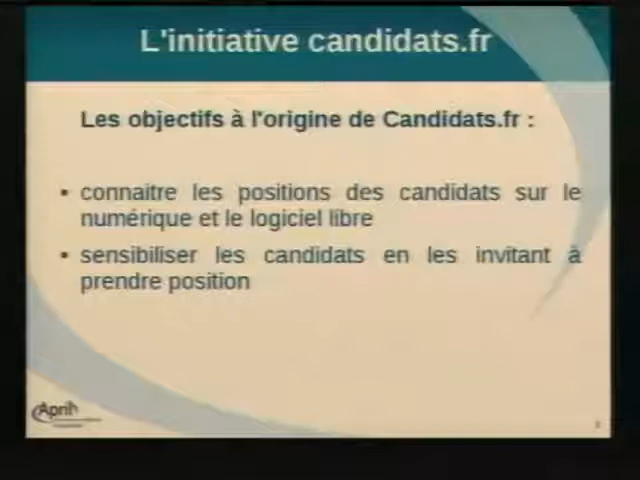 L'initiative candidats.fr
Les objectifs à l'origine de Candidats.fr :
• connaitre les positions des candidats sur le
numérique et le logiciel libre
• sensibiliser les candidats en les invitant à
prendre position
April